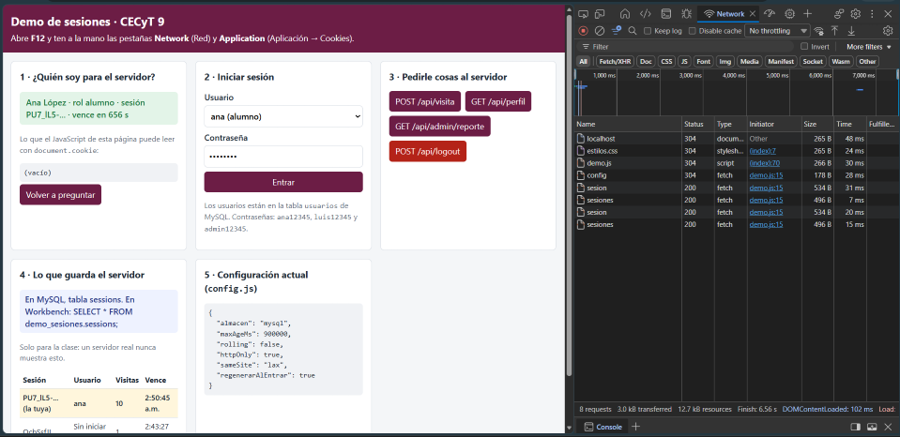 Demo de sesiones · CECyT 9
Abre F12 y ten a la mano las pestañas Network (Red) y Application (Aplicación → Cookies).
1 · ¿Quién soy para el servidor?
Ana López · rol alumno · sesión
PU7_lL5-… · vence en 656 s
Lo que el JavaScript de esta página puede leer
con document.cookie:
(vacío)
Volver a preguntar
2 · Iniciar sesión
Usuario
ana (alumno)
Contraseña
••••••••
Entrar
Los usuarios están en la tabla usuarios de
MySQL. Contraseñas: ana12345, luis12345 y
admin12345.
3 · Pedirle cosas al servidor
POST /api/visita
GET /api/perfil
GET /api/admin/reporte
POST /api/logout
4 · Lo que guarda el servidor
En MySQL, tabla sessions. En
Workbench: SELECT * FROM
demo_sesiones.sessions;
Solo para la clase: un servidor real nunca
muestra esto.
Sesión Usuario Visitas Vence
PU7_lL5-… (la tuya) ana 10 2:50:45 a.m.
Sin iniciar 1 2:43:27
5 · Configuración actual
(config.js)
{
"almacen": "mysql",
"maxAgeMs": 900000,
"rolling": false,
"httpOnly": true,
"sameSite": "lax",
"regenerarAlEntrar": true
}
Network
Keep log Disable cache No throttling
Filter Invert More filters
All Fetch/XHR Doc CSS JS Font Img Media Manifest Socket Wasm Other
1,000 ms 2,000 ms 3,000 ms 4,000 ms 5,000 ms 6,000 ms 7,000 ms
Name Status Type Initiator Size Time Fulfille...
localhost 304 docum... Other 265 B 48 ms
estilos.css 304 stylesh... (index):7 265 B 24 ms
demo.js 304 script (index):70 266 B 30 ms
config 304 fetch demo.js:15 178 B 28 ms
sesion 200 fetch demo.js:15 534 B 31 ms
sesiones 200 fetch demo.js:15 496 B 7 ms
sesion 200 fetch demo.js:15 534 B 20 ms
sesiones 200 fetch demo.js:15 496 B 15 ms
8 requests 3.0 kB transferred 12.7 kB resources Finish: 6.56 s DOMContentLoaded: 102 ms Load:
Console